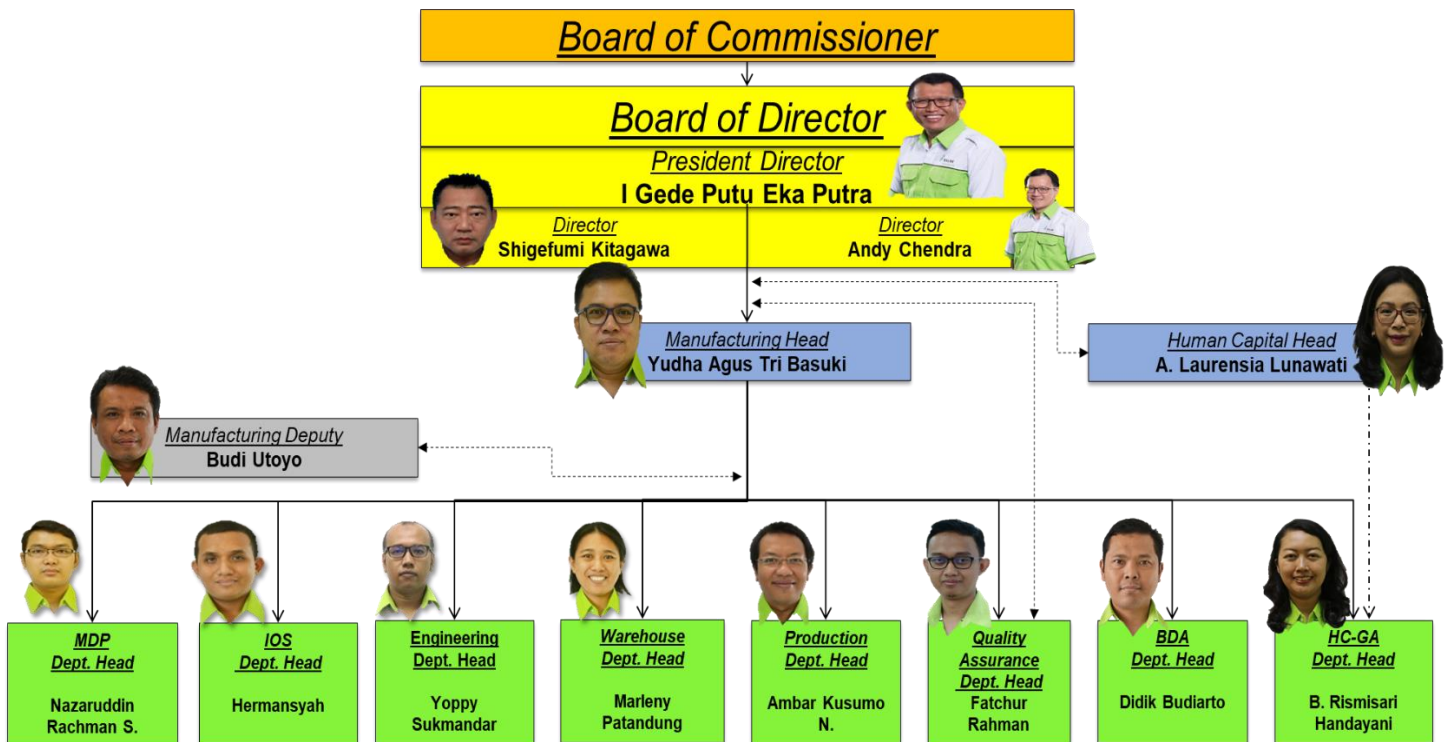 Board of Commissioner
Board of Director
President Director
I Gede Putu Eka Putra
Director
Shigefumi Kitagawa
Director
Andy Chendra
Manufacturing Head
Yudha Agus Tri Basuki
Human Capital Head
A. Laurensia Lunawati
Manufacturing Deputy
Budi Utoyo
MDP
Dept. Head
Nazaruddin
Rachman S.
IOS
Dept. Head
Hermansyah
Engineering
Dept. Head
Yoppy
Sukmandar
Warehouse
Dept. Head
Marleny
Patandung
Production
Dept. Head
Ambar Kusumo
N.
Quality
Assurance
Dept. Head
Fatchur
Rahman
BDA
Dept. Head
Didik Budiarto
HC-GA
Dept. Head
B. Rismisari
Handayani